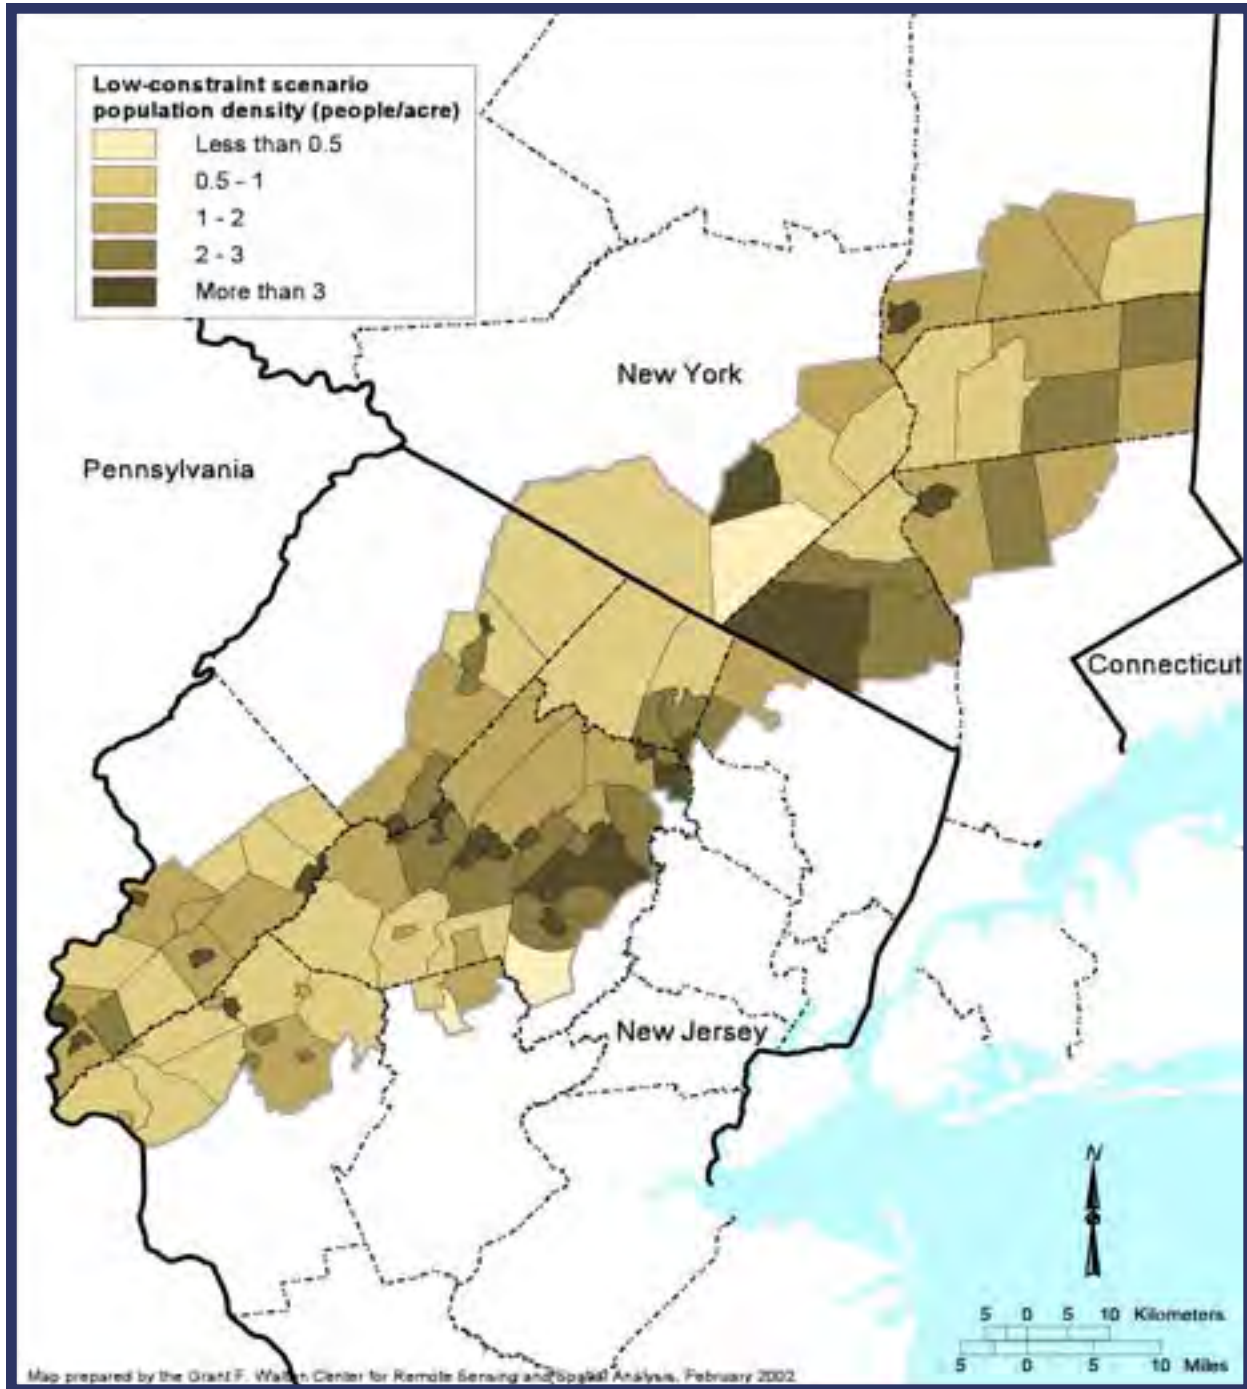 Low-constraint scenario
population density (people/acre)
Less than 0.5
0.5 - 1
1 - 2
2 - 3
More than 3
New York
Pennsylvania
Connecticut
New Jersey
N
5 0 5 10 Kilometers
5 0 5 10 Miles
Map prepared by the Grant F. Walton Center for Remote Sensing and Spatial Analysis, February 2002